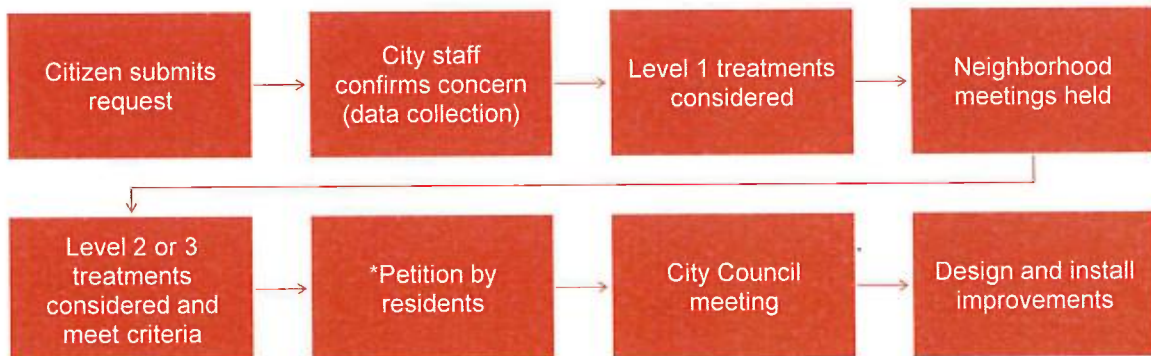 Citizen submits
request
City staff
confirms concern
(data collection)
Level 1 treatments
considered
Neighborhood
meetings held
Level 2 or 3
treatments
considered and
meet criteria
*Petition by
residents
City Council
meeting
Design and install
improvements